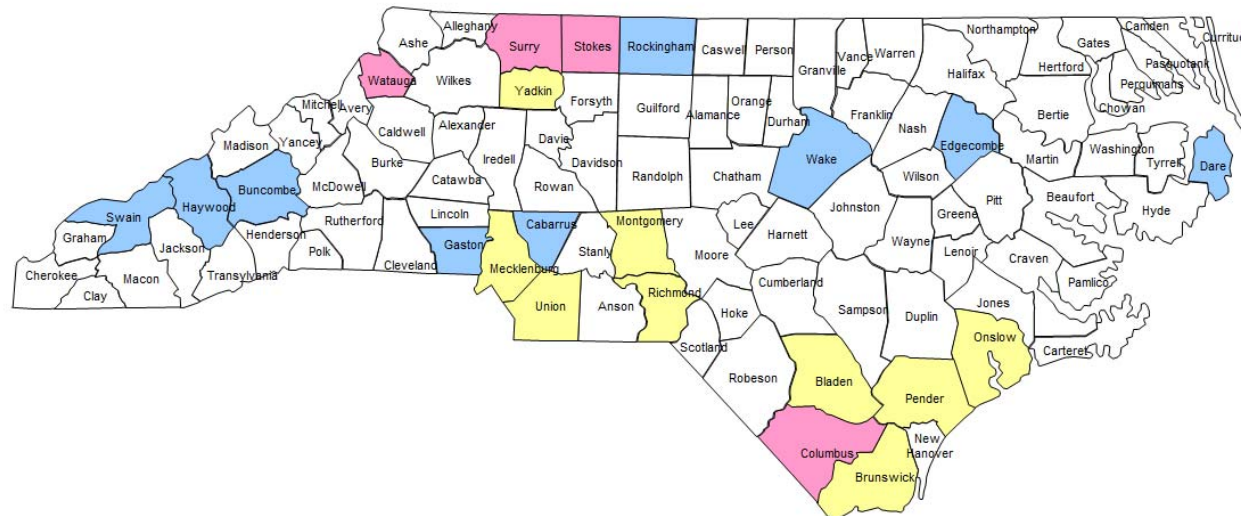 Alleghany
Northampton
Camden
Currituck
Ashe
Surry
Stokes
Rockingham
Caswell
Person
Vance
Warren
Gates
Pasquotank
Granville
Halifax
Hertford
Perquimans
Watauga
Wilkes
Yadkin
Forsyth
Guilford
Alamance
Orange
Durham
Franklin
Nash
Bertie
Chowan
Mitchell
Avery
Caldwell
Alexander
Davie
Edgecombe
Madison
Yancey
Burke
Iredell
Davidson
Wake
Martin
Washington
Tyrrell
Dare
Buncombe
McDowell
Catawba
Rowan
Randolph
Chatham
Wilson
Swain
Haywood
Rutherford
Lincoln
Cabarrus
Montgomery
Lee
Johnston
Greene
Pitt
Beaufort
Hyde
Graham
Jackson
Henderson
Polk
Cleveland
Gaston
Stanly
Moore
Harnett
Wayne
Lenoir
Craven
Cherokee
Macon
Transylvania
Mecklenburg
Clay
Union
Anson
Richmond
Cumberland
Sampson
Duplin
Jones
Pamlico
Hoke
Scotland
Onslow
Carteret
Robeson
Bladen
Pender
Columbus
New
Hanover
Brunswick